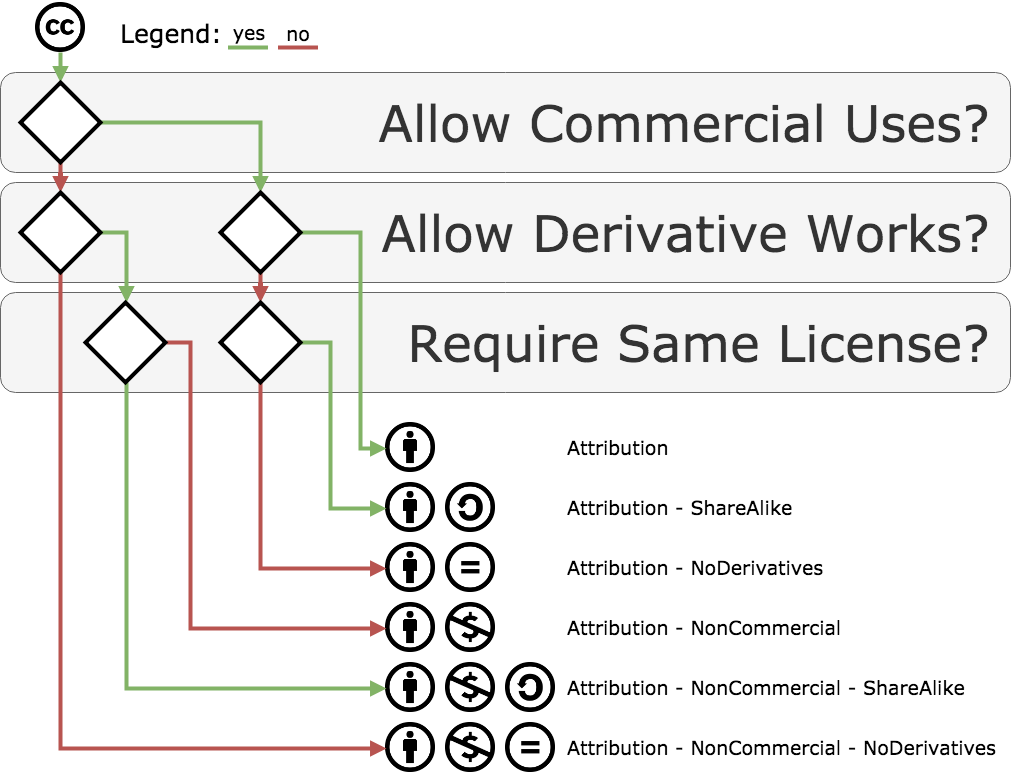 cc
Legend: yes no
Allow Commercial Uses?
Allow Derivative Works?
Require Same License?
Attribution
Attribution - ShareAlike
= Attribution - NoDerivatives
$ Attribution - NonCommercial
$ Attribution - NonCommercial - ShareAlike
$ = Attribution - NonCommercial - NoDerivatives